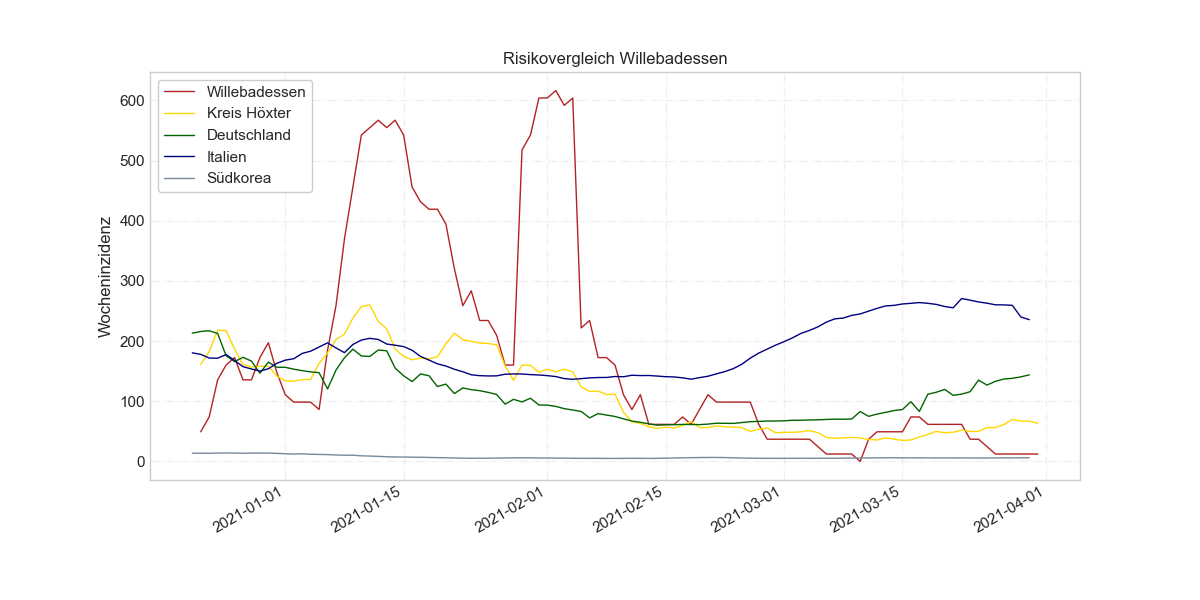 Risikovergleich Willebadessen
Willebadessen
Kreis Höxter
Deutschland
Italien
Südkorea
Wocheninzidenz
600
500
400
300
200
100
0
2021-01-01
2021-01-15
2021-02-01
2021-02-15
2021-03-01
2021-03-15
2021-04-01